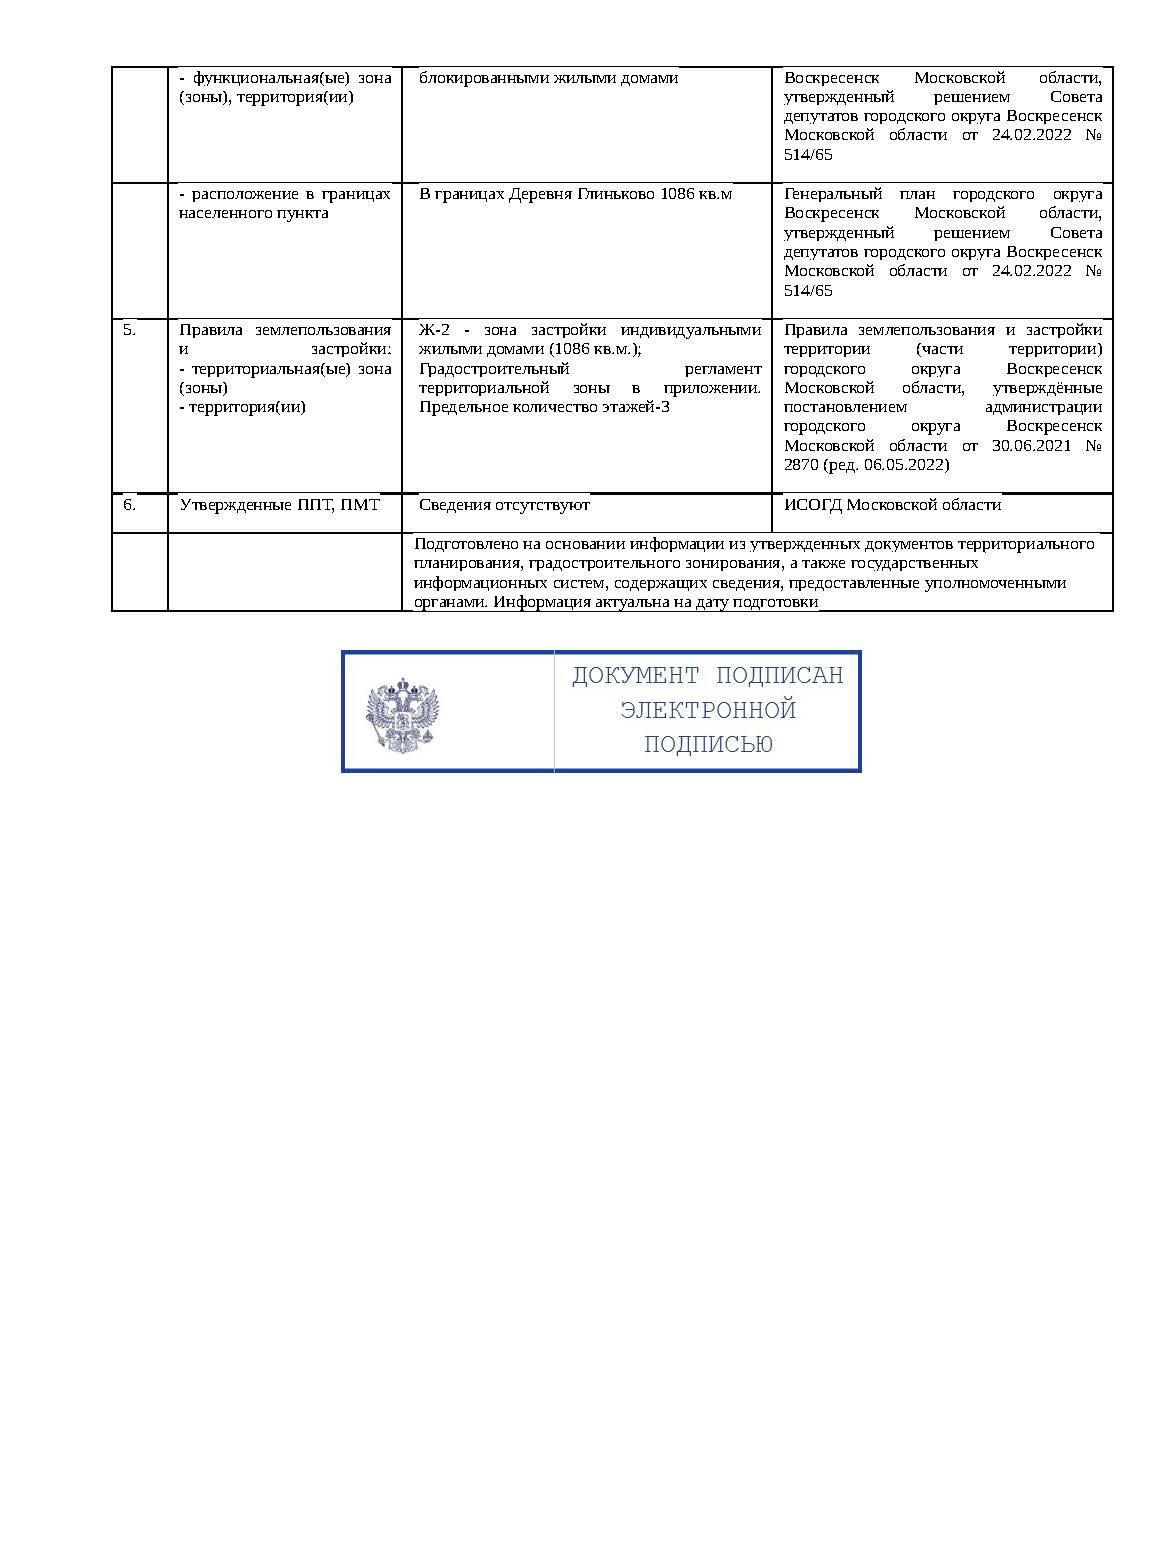 - функциональная(ые) зона
(зоны), территория(ии)
блокированными жилыми домами
Воскресенск Московской области,
утвержденный решением Совета
депутатов городского округа Воскресенск
Московской области от 24.02.2022 №
514/65
- расположение в границах
населенного пункта
В границах Деревня Глиньково 1086 кв.м
Генеральный план городского округа
Воскресенск Московской области,
утвержденный решением Совета
депутатов городского округа Воскресенск
Московской области от 24.02.2022 №
514/65
5.
Правила землепользования
и застройки:
- территориальная(ые) зона
(зоны)
- территория(ии)
Ж-2 - зона застройки индивидуальными
жилыми домами (1086 кв.м.);
Градостроительный регламент
территориальной зоны в приложении.
Предельное количество этажей-3
Правила землепользования и застройки
территории (части территории)
городского округа Воскресенск
Московской области, утверждённые
постановлением администрации
городского округа Воскресенск
Московской области от 30.06.2021 №
2870 (ред. 06.05.2022)
6.
Утвержденные ППТ, ПМТ
Сведения отсутствуют
ИСОГД Московской области
Подготовлено на основании информации из утвержденных документов территориального
планирования, градостроительного зонирования, а также государственных
информационных систем, содержащих сведения, предоставленные уполномоченными
органами. Информация актуальна на дату подготовки
ДОКУМЕНТ ПОДПИСАН
ЭЛЕКТРОННОЙ
ПОДПИСЬЮ